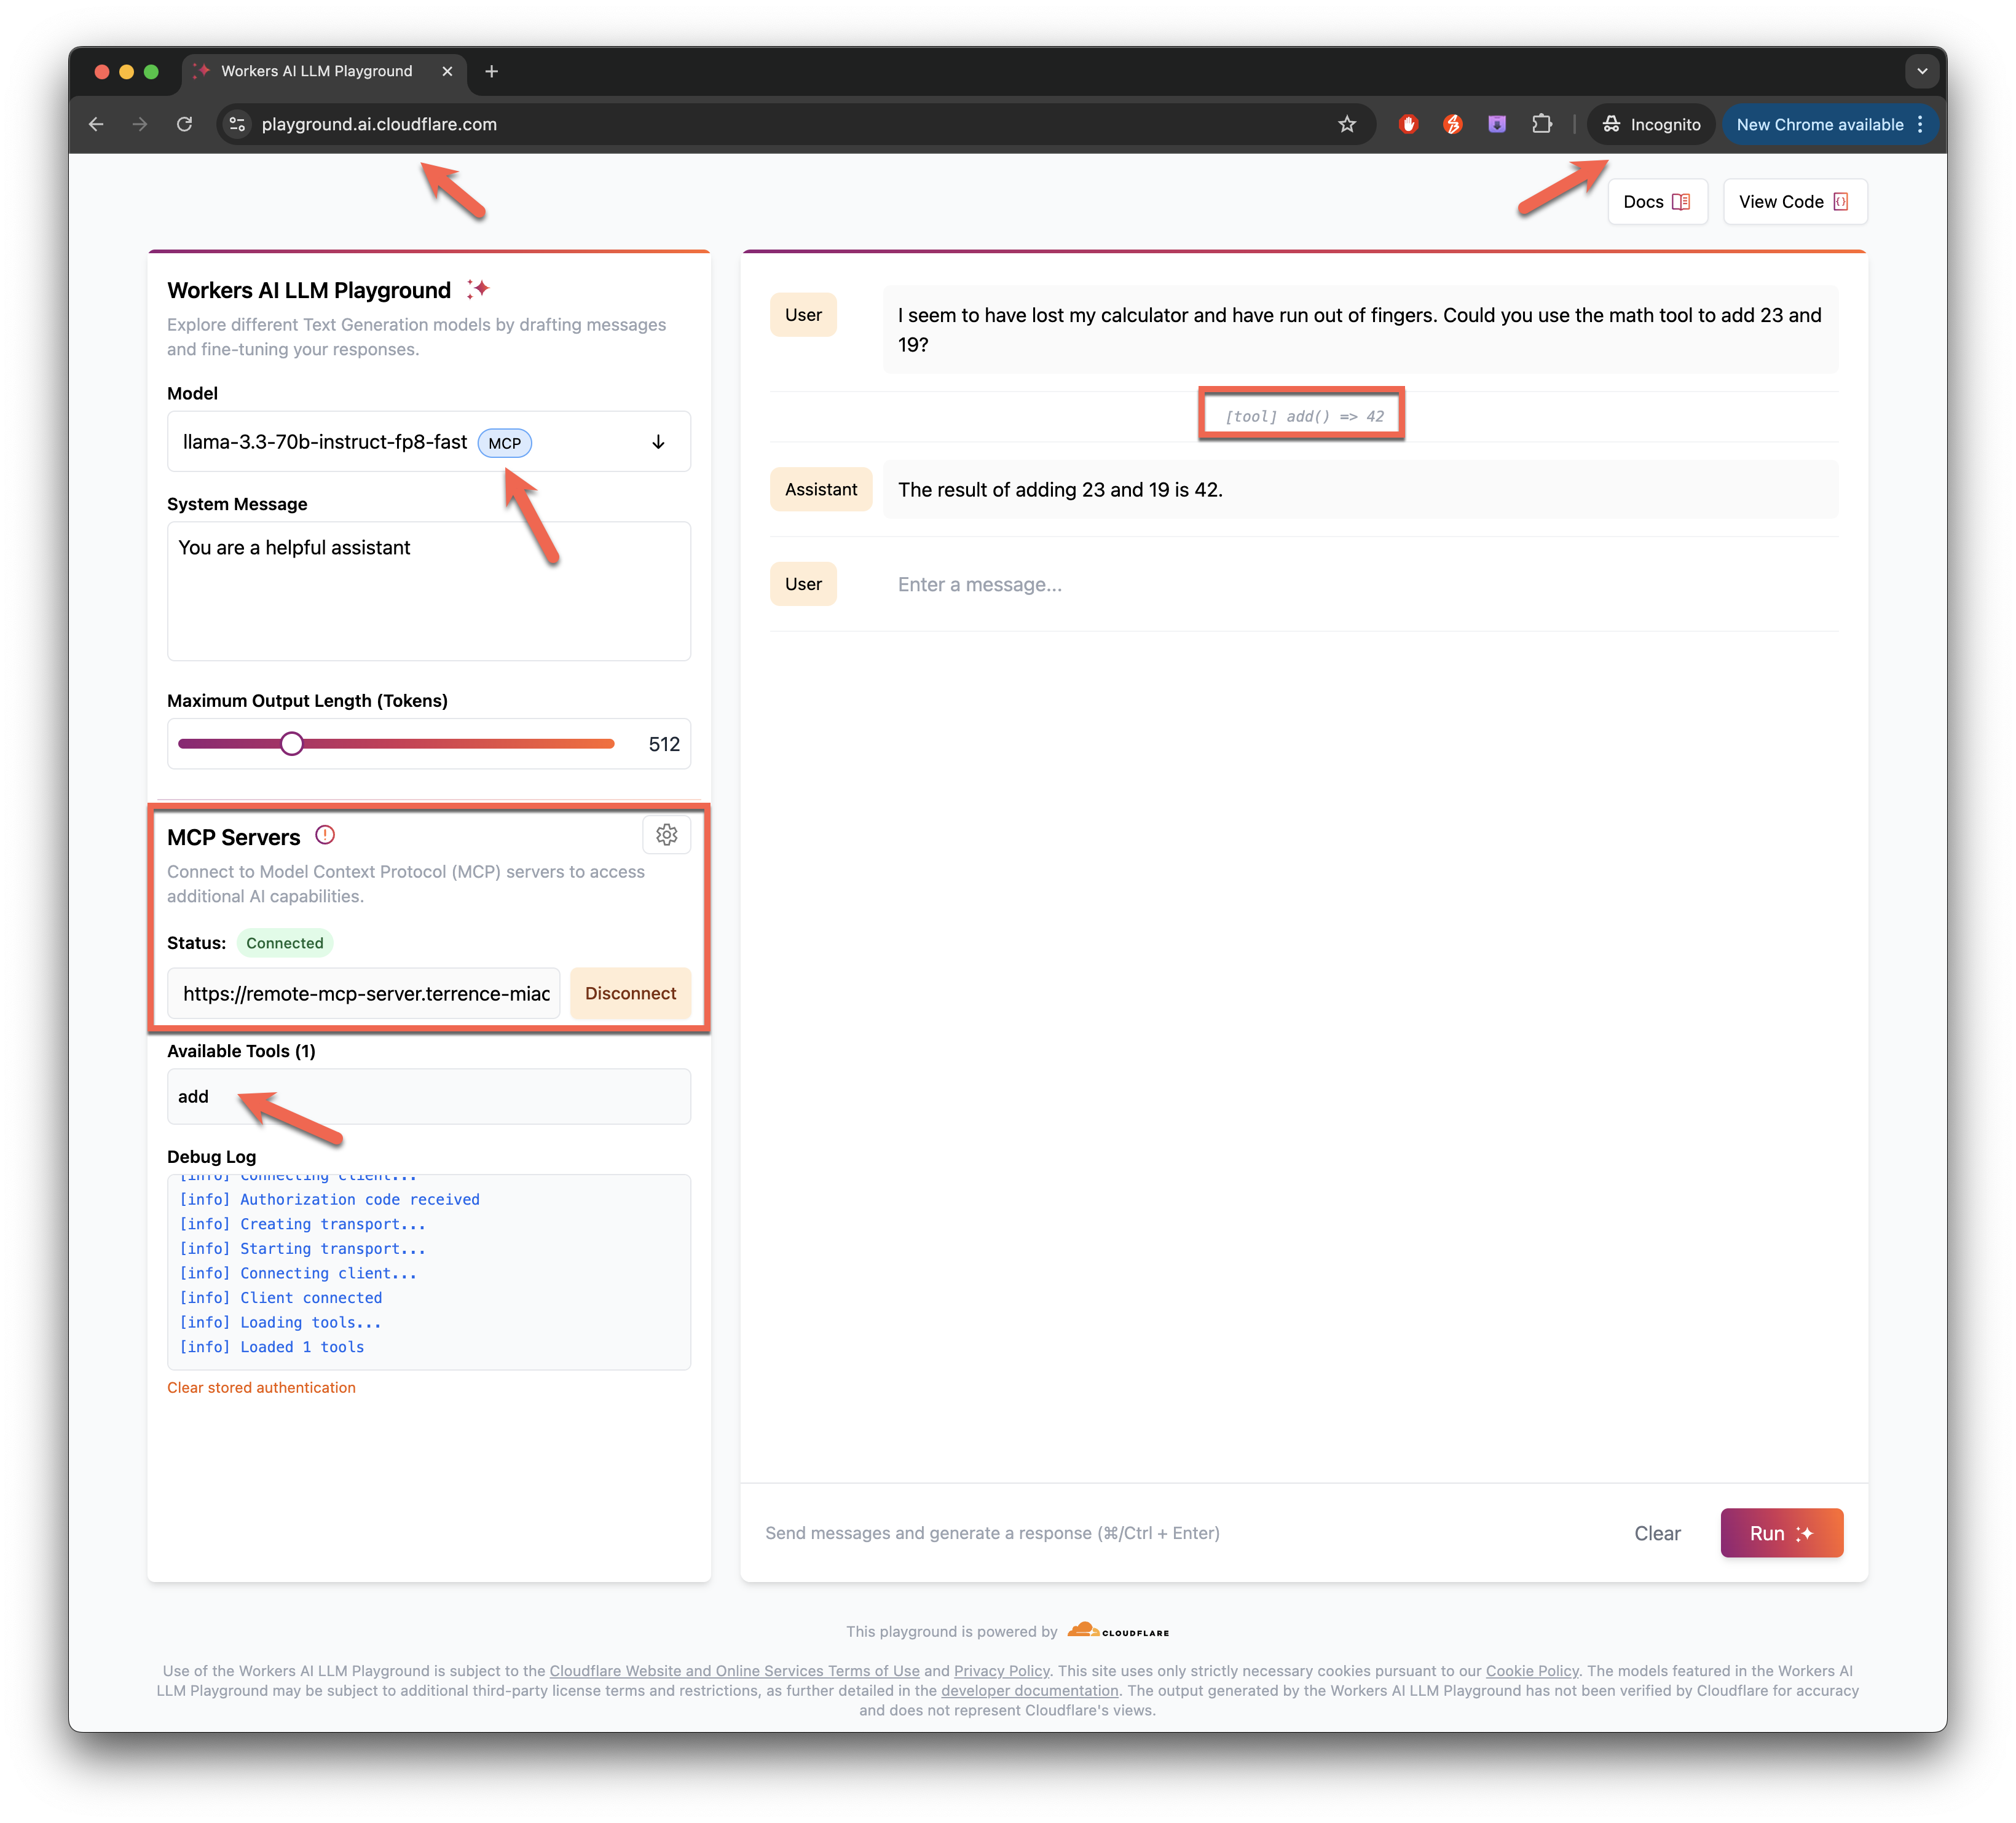 Workers AI LLM Playground
playground.ai.cloudflare.com
Incognito
New Chrome available
Docs
View Code
Workers AI LLM Playground
Explore different Text Generation models by drafting messages
and fine-tuning your responses.
Model
llama-3.3-70b-instruct-fp8-fast MCP
System Message
You are a helpful assistant
Maximum Output Length (Tokens)
512
MCP Servers
Connect to Model Context Protocol (MCP) servers to access
additional AI capabilities.
Status: Connected
https://remote-mcp-server.terrence-miao
Disconnect
Available Tools (1)
add
Debug Log
[info] Connecting client...
[info] Authorization code received
[info] Creating transport...
[info] Starting transport...
[info] Connecting client...
[info] Client connected
[info] Loading tools...
[info] Loaded 1 tools
Clear stored authentication
User
I seem to have lost my calculator and have run out of fingers. Could you use the math tool to add 23 and
19?
[tool] add() => 42
Assistant
The result of adding 23 and 19 is 42.
User
Enter a message...
Send messages and generate a response (⌘/Ctrl + Enter)
Clear
Run
This playground is powered by CLOUDFLARE
Use of the Workers AI LLM Playground is subject to the Cloudflare Website and Online Services Terms of Use and Privacy Policy. This site uses only strictly necessary cookies pursuant to our Cookie Policy. The models featured in the Workers AI
LLM Playground may be subject to additional third-party license terms and restrictions, as further detailed in the developer documentation. The output generated by the Workers AI LLM Playground has not been verified by Cloudflare for accuracy
and does not represent Cloudflare's views.